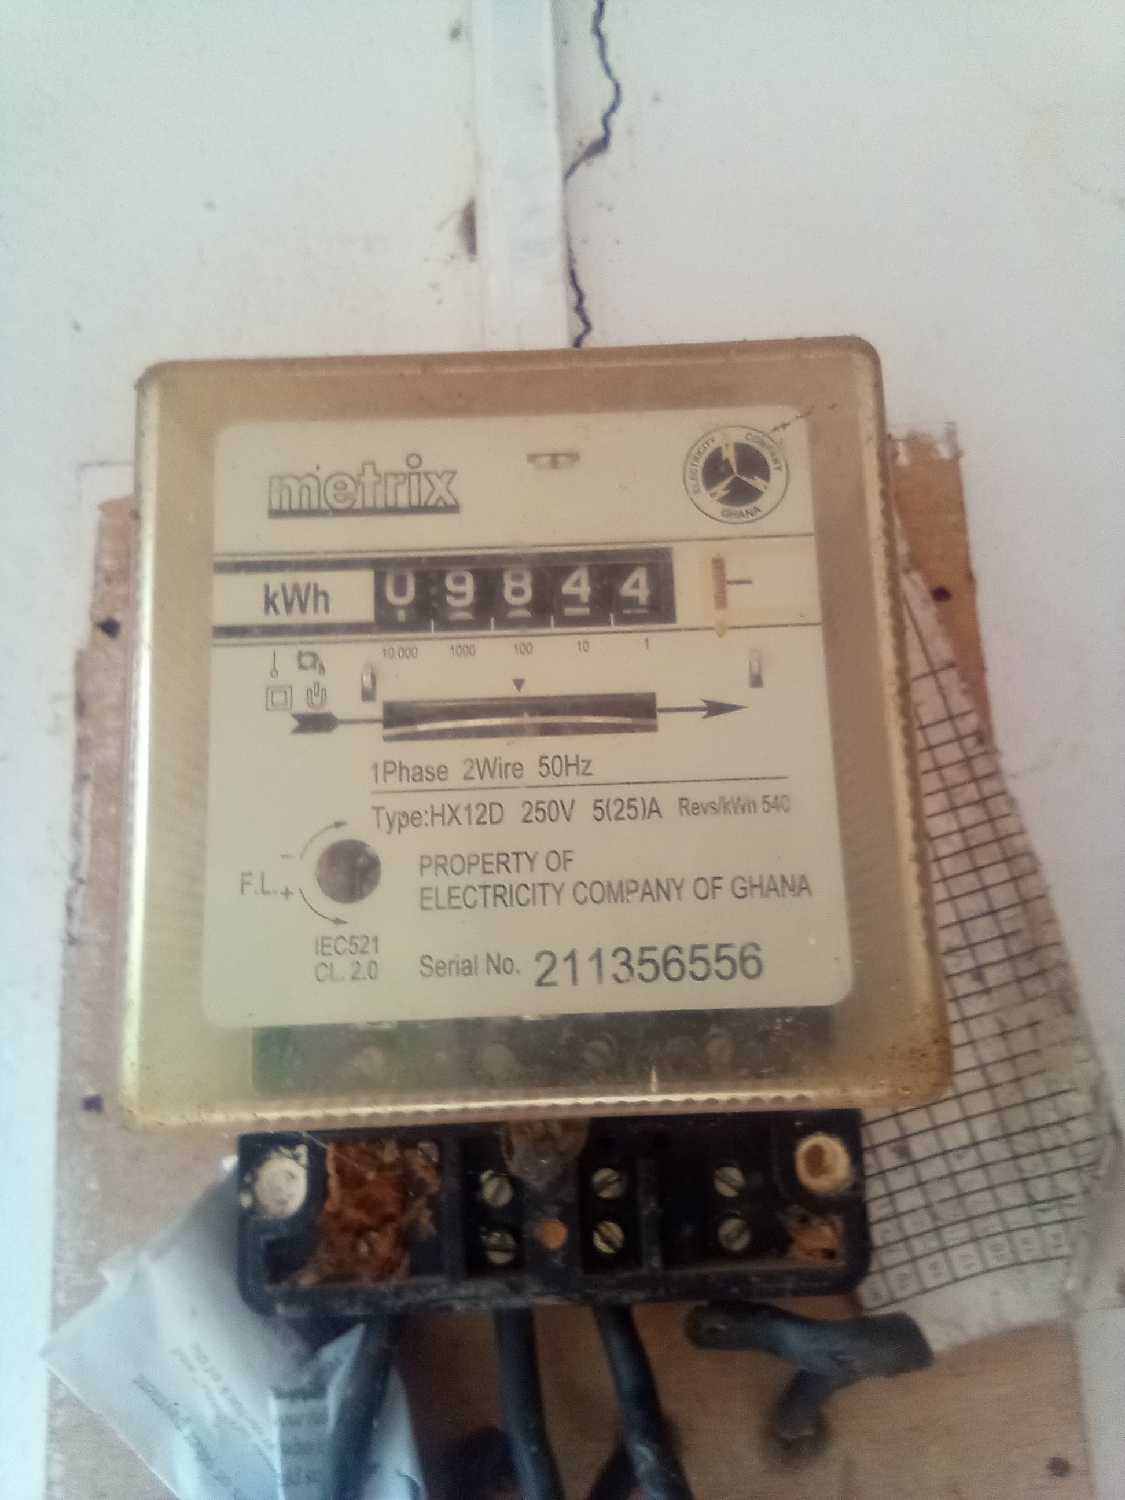 metrix
ELECTRICITY COMPANY
GHANA
kWh 0 9 8 4 4
10.000 1000 100 10 1
1Phase 2Wire 50Hz
Type:HX12D 250V 5(25)A Revs/kWh 540
F.L. - +
PROPERTY OF
ELECTRICITY COMPANY OF GHANA
IEC521
CL. 2.0
Serial No. 211356556